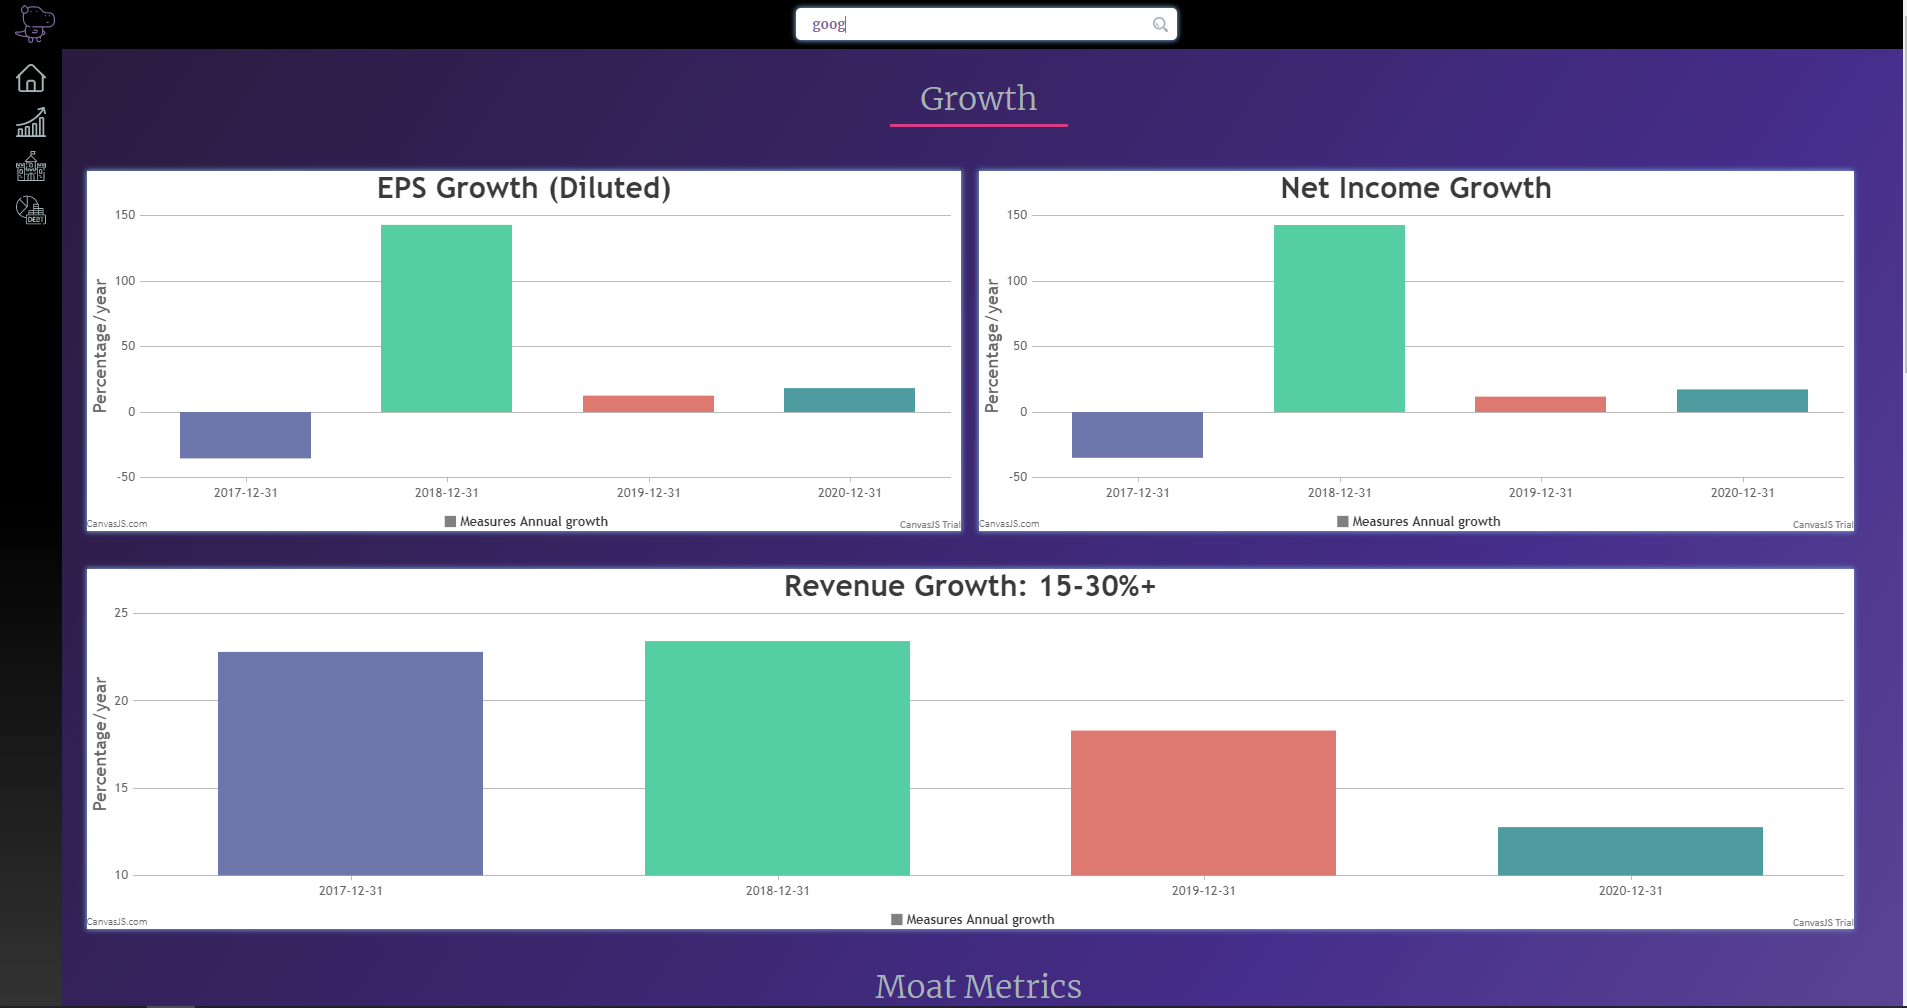 goog
Growth
EPS Growth (Diluted)
150
100
50
0
-50
Percentage/year
2017-12-31 2018-12-31 2019-12-31 2020-12-31
Measures Annual growth
CanvasJS.com
CanvasJS Trial
Net Income Growth
150
100
50
0
-50
Percentage/year
2017-12-31 2018-12-31 2019-12-31 2020-12-31
Measures Annual growth
CanvasJS.com
CanvasJS Trial
Revenue Growth: 15-30%+
25
20
15
10
Percentage/year
2017-12-31 2018-12-31 2019-12-31 2020-12-31
Measures Annual growth
CanvasJS.com
CanvasJS Trial
Moat Metrics
DEBT